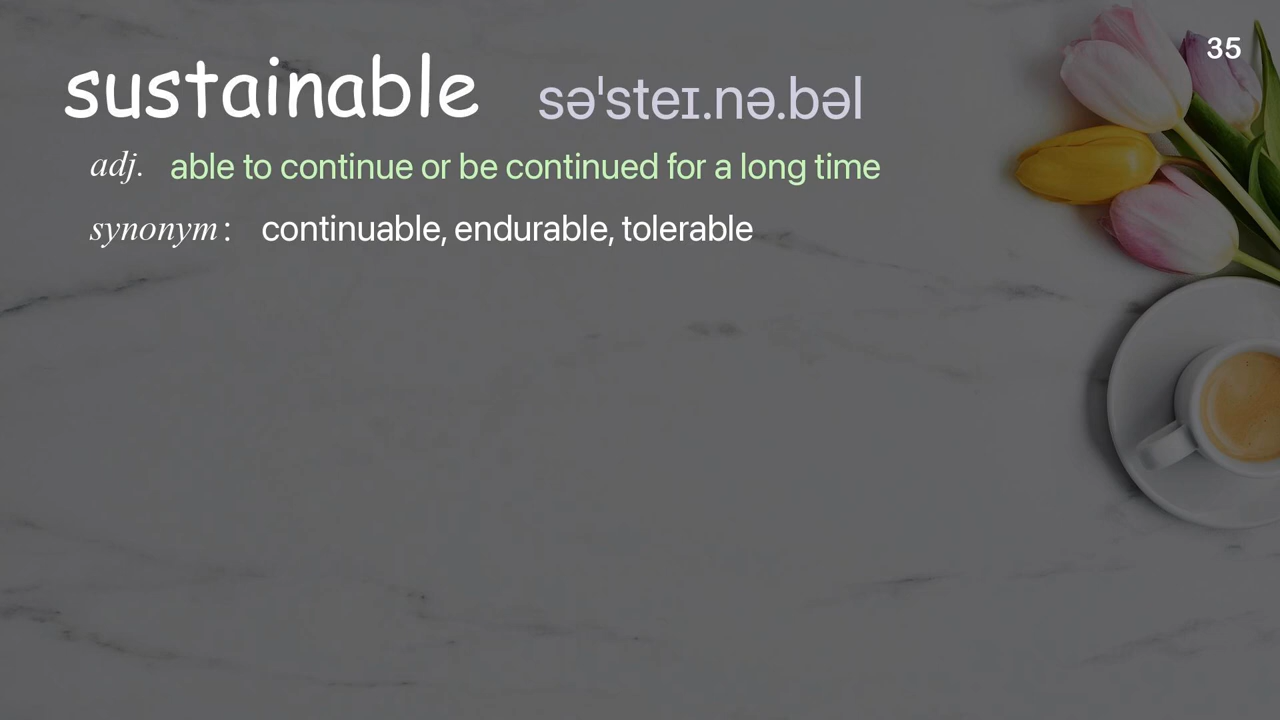 35
sustainable səˈsteɪ.nə.bəl
adj. able to continue or be continued for a long time
synonym: continuable, endurable, tolerable